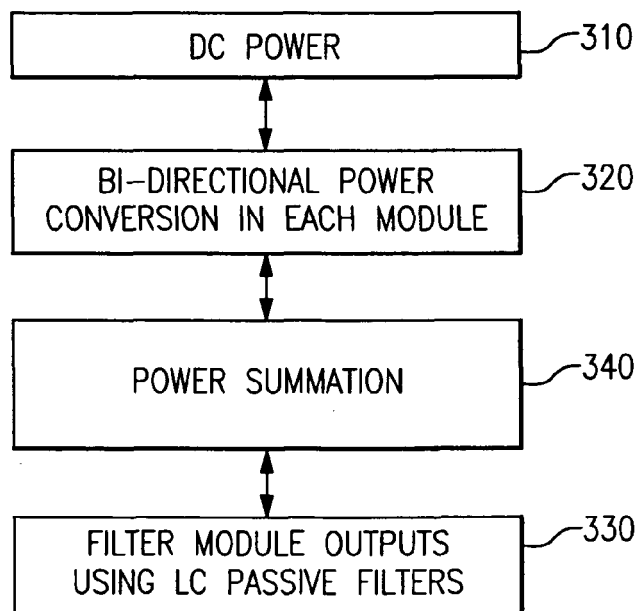 DC POWER
310
BI-DIRECTIONAL POWER
CONVERSION IN EACH MODULE
320
POWER SUMMATION
340
FILTER MODULE OUTPUTS
USING LC PASSIVE FILTERS
330